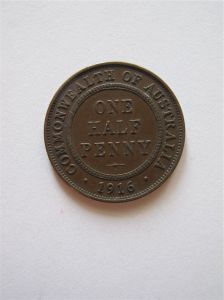 COMMONWEALTH OF AUSTRALIA
ONE
HALF
PENNY
· 1916 ·